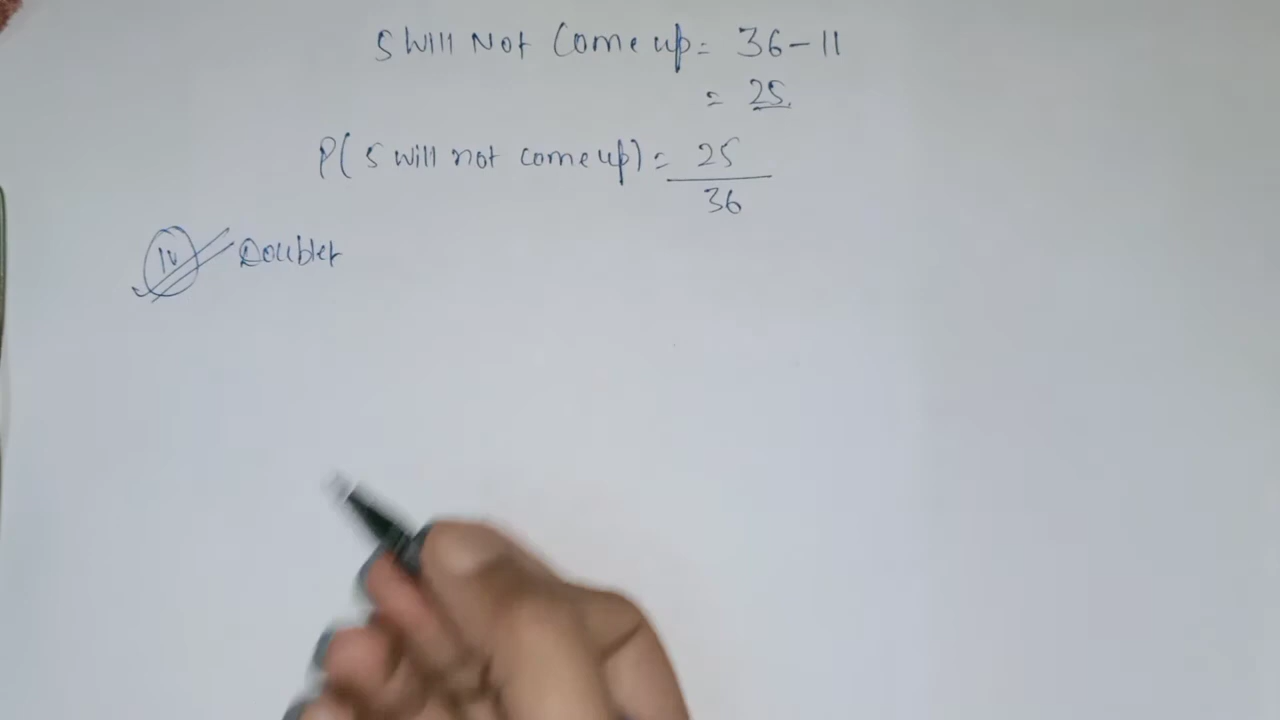 5 will Not Come up = 36-11
= 25.
P( 5 will not come up) = 25
36
iv Doublet